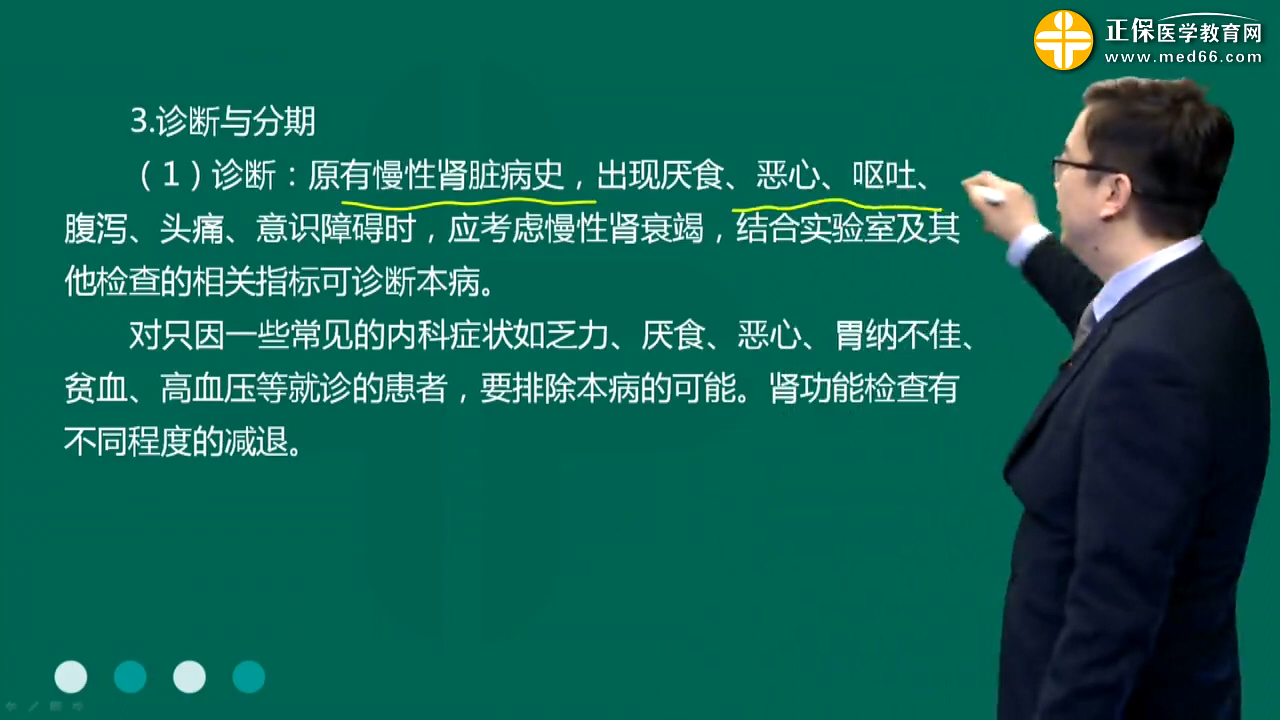 正保医学教育网
www.med66.com
3.诊断与分期
（1）诊断：原有慢性肾脏病史，出现厌食、恶心、呕吐、
腹泻、头痛、意识障碍时，应考虑慢性肾衰竭，结合实验室及其
他检查的相关指标可诊断本病。
对只因一些常见的内科症状如乏力、厌食、恶心、胃纳不佳、
贫血、高血压等就诊的患者，要排除本病的可能。肾功能检查有
不同程度的减退。